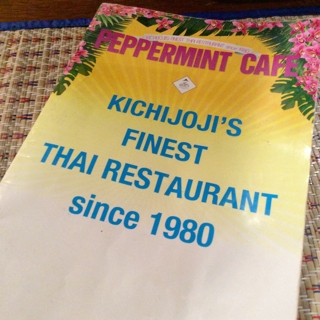 PEPPERMINT CAFE
KICHIJOJI'S
FINEST
THAI RESTAURANT
since 1980